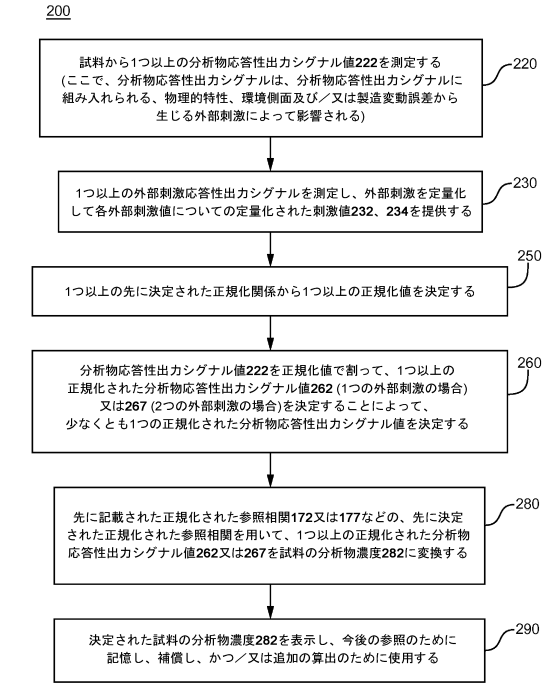 200
試料から1つ以上の分析物応答性出力シグナル値222を測定する
(ここで、分析物応答性出力シグナルは、分析物応答性出力シグナルに
組み入れられる、物理的特性、環境側面及び／又は製造変動誤差から
生じる外部刺激によって影響される)
220
1つ以上の外部刺激応答性出力シグナルを測定し、外部刺激を定量化
して各外部刺激値についての定量化された刺激値232、234を提供する
230
1つ以上の先に決定された正規化関係から1つ以上の正規化値を決定する
250
分析物応答性出力シグナル値222を正規化値で割って、1つ以上の
正規化された分析物応答性出力シグナル値262 (1つの外部刺激の場合)
又は267 (2つの外部刺激の場合)を決定することによって、
少なくとも1つの正規化された分析物応答性出力シグナル値を決定する
260
先に記載された正規化された参照相関172又は177などの、先に決定
された正規化された参照相関を用いて、1つ以上の正規化された分析物
応答性出力シグナル値262又は267を試料の分析物濃度282に変換する
280
決定された試料の分析物濃度282を表示し、今後の参照のために
記憶し、補償し、かつ／又は追加の算出のために使用する
290